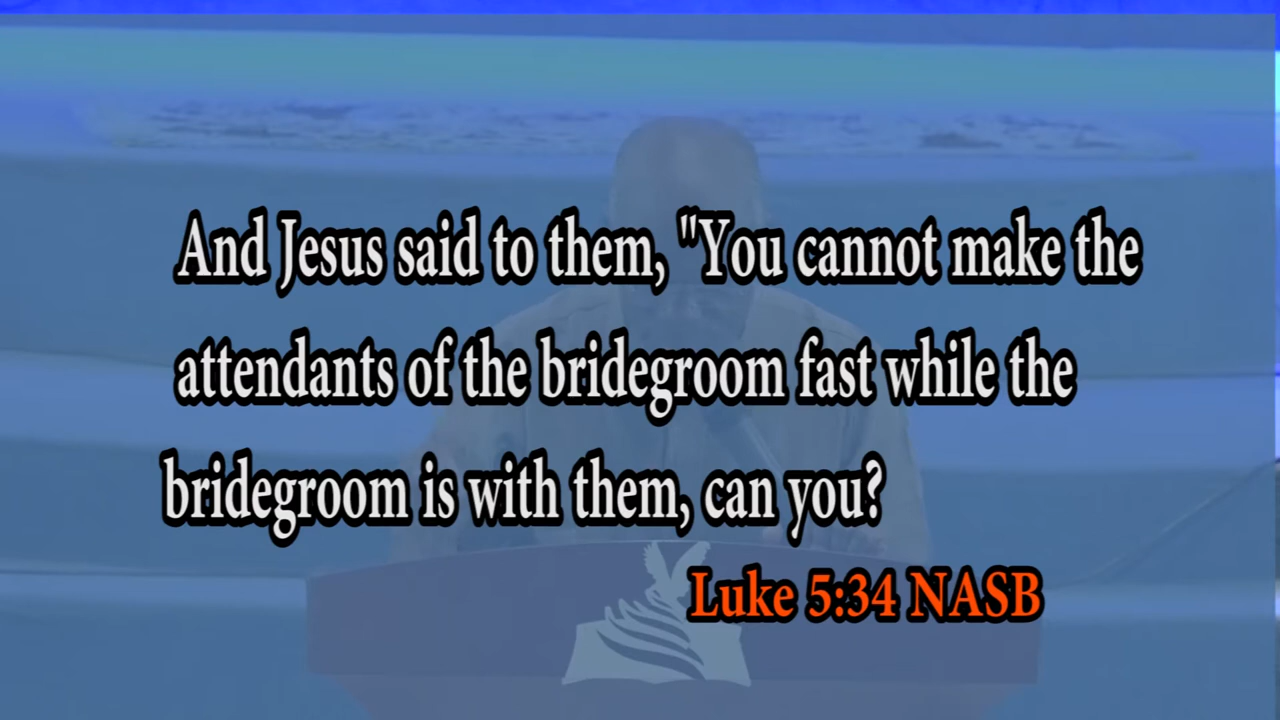 And Jesus said to them, "You cannot make the
attendants of the bridegroom fast while the
bridegroom is with them, can you?
Luke 5:34 NASB